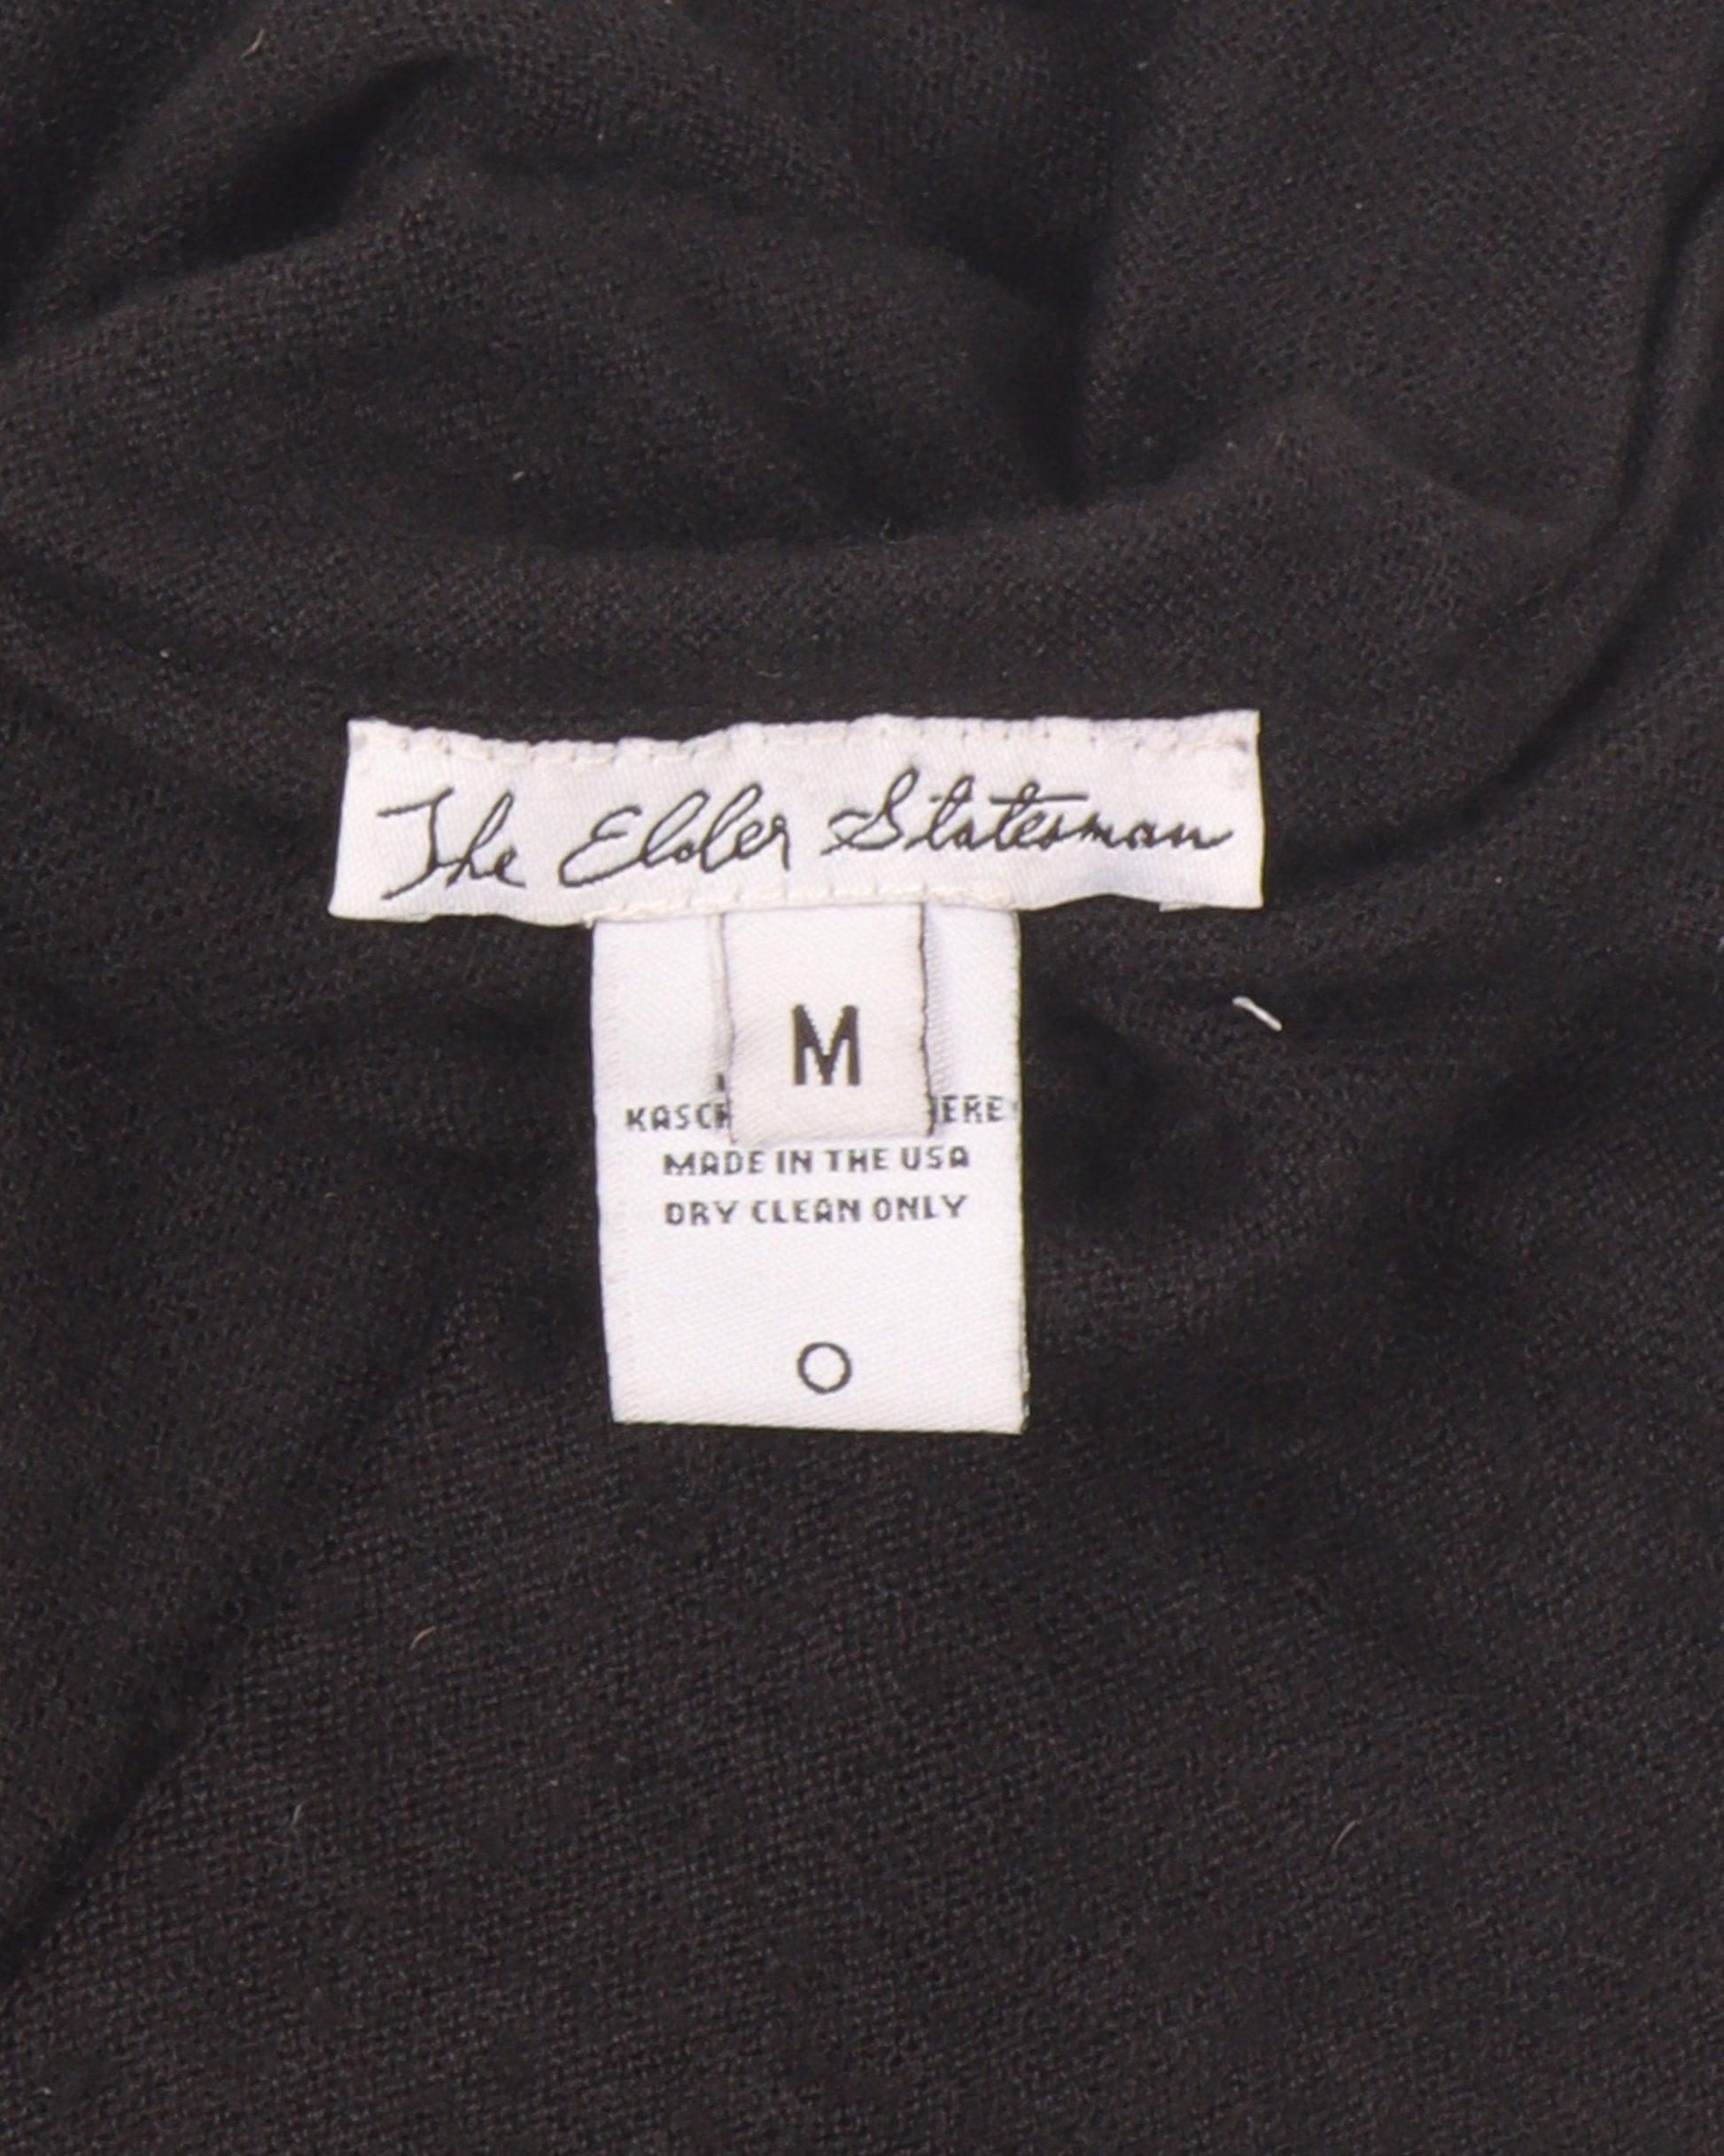 The Elder Statesman
M
MADE IN THE USA
DRY CLEAN ONLY